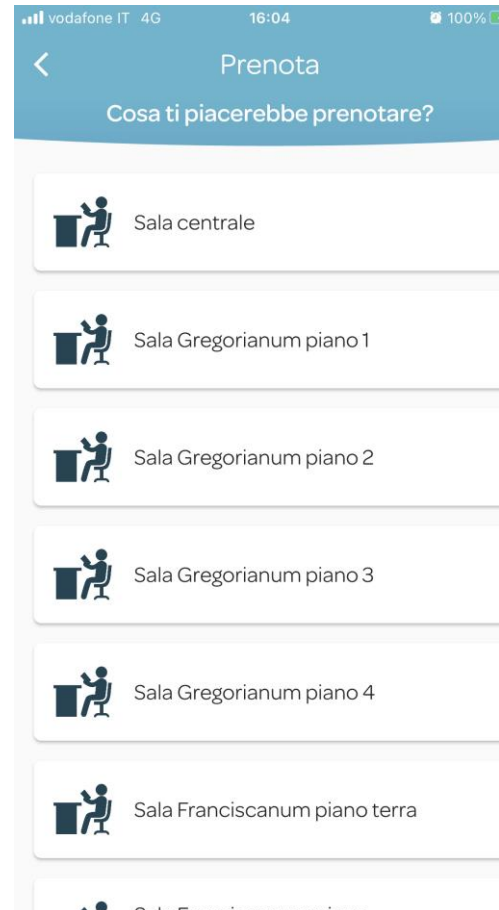 vodafone IT 4G 16:04 100%
Prenota
Cosa ti piacerebbe prenotare?
Sala centrale
Sala Gregorianum piano 1
Sala Gregorianum piano 2
Sala Gregorianum piano 3
Sala Gregorianum piano 4
Sala Franciscanum piano terra